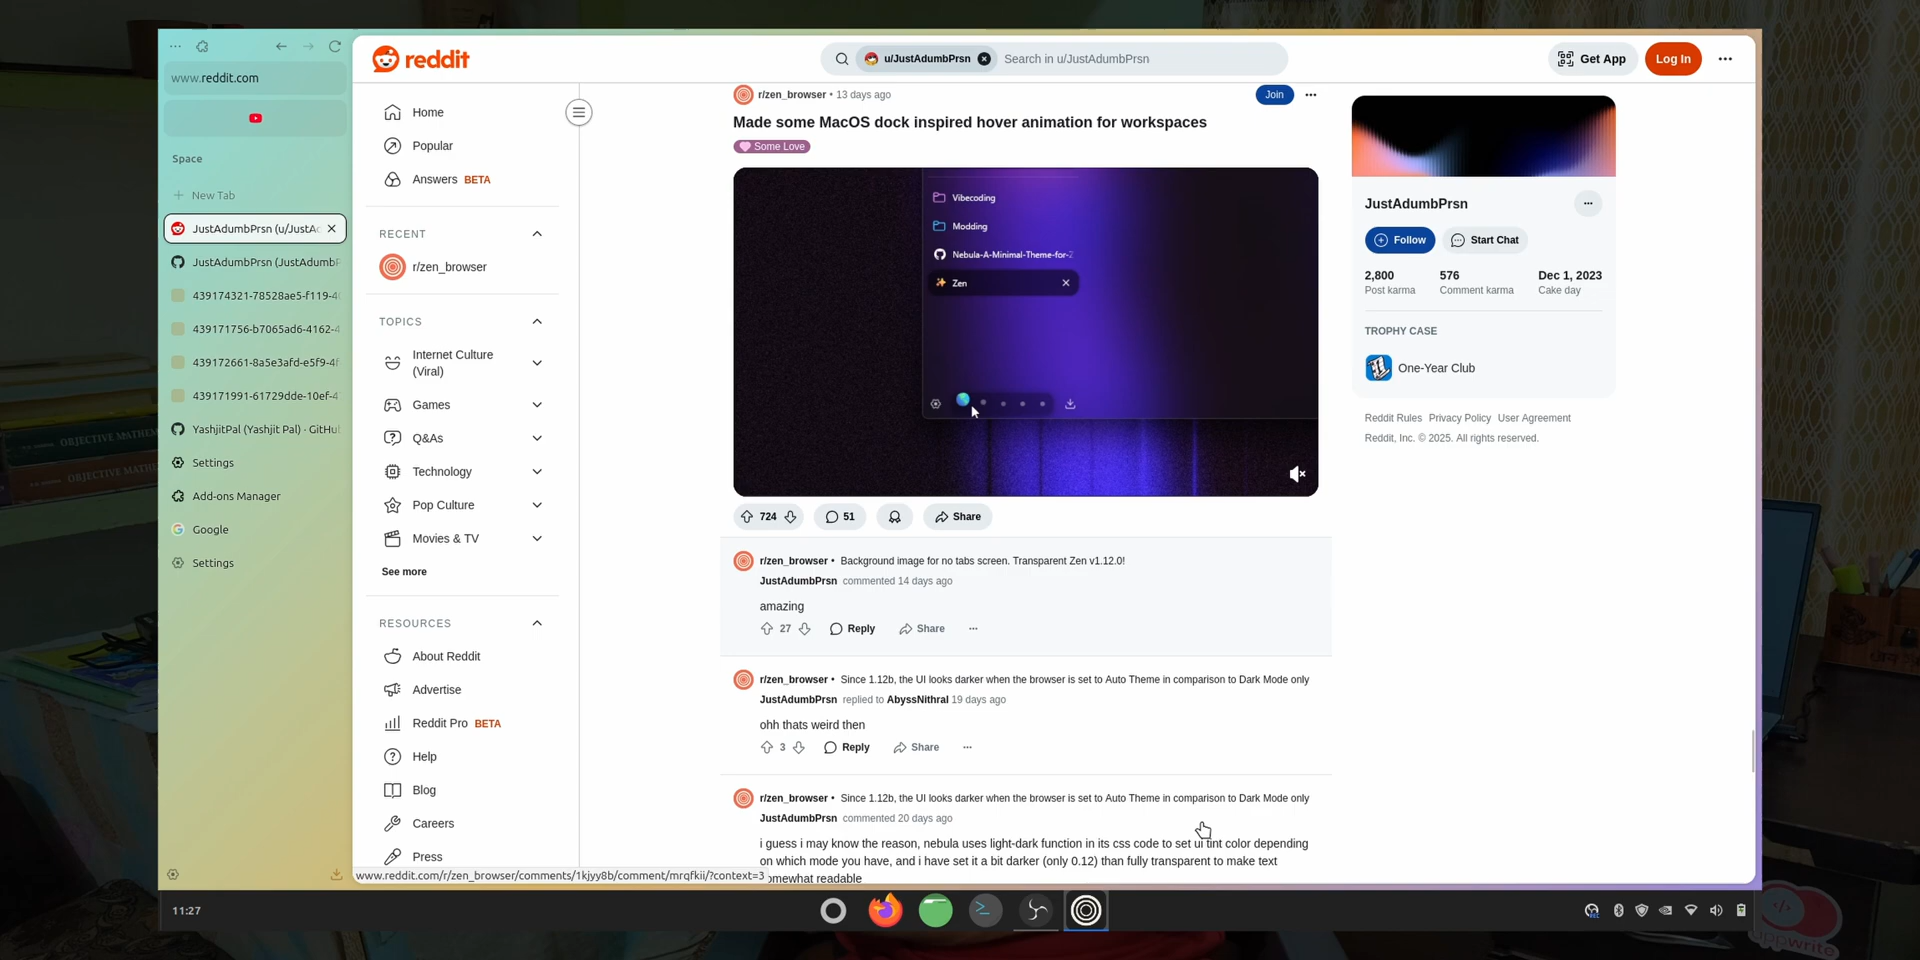 www.reddit.com
Space
New Tab
JustAdumbPrsn (u/JustAc
JustAdumbPrsn (JustAdumbP
439174321-78528ae5-f119-4
439171756-b7065ad6-4162-4
439172661-8a5e3afd-e5f9-4f
439171991-61729dde-10ef-4
YashjitPal (Yashjit Pal) · GitHu
Settings
Add-ons Manager
Google
Settings
reddit
u/JustAdumbPrsn
Search in u/JustAdumbPrsn
Get App
Log In
Home
Popular
Answers BETA
RECENT
r/zen_browser
TOPICS
Internet Culture
(Viral)
Games
Q&As
Technology
Pop Culture
Movies & TV
See more
RESOURCES
About Reddit
Advertise
Reddit Pro BETA
Help
Blog
Careers
Press
r/zen_browser • 13 days ago
Join
Made some MacOS dock inspired hover animation for workspaces
Some Love
Vibecoding
Modding
Nebula-A-Minimal-Theme-for-Z
Zen
724
51
Share
r/zen_browser • Background image for no tabs screen. Transparent Zen v1.12.0!
JustAdumbPrsn commented 14 days ago
amazing
27 Reply Share
r/zen_browser • Since 1.12b, the UI looks darker when the browser is set to Auto Theme in comparison to Dark Mode only
JustAdumbPrsn replied to AbyssNithral 19 days ago
ohh thats weird then
3 Reply Share
r/zen_browser • Since 1.12b, the UI looks darker when the browser is set to Auto Theme in comparison to Dark Mode only
JustAdumbPrsn commented 20 days ago
i guess i may know the reason, nebula uses light-dark function in its css code to set ui tint color depending
on which mode you have, and i have set it a bit darker (only 0.12) than fully transparent to make text
somewhat readable
JustAdumbPrsn
Follow
Start Chat
2,800 576 Dec 1, 2023
Post karma Comment karma Cake day
TROPHY CASE
One-Year Club
Reddit Rules Privacy Policy User Agreement
Reddit, Inc. © 2025. All rights reserved.
www.reddit.com/r/zen_browser/comments/1kjyy8b/comment/mrqfkii/?context=3
11:27
OBJECTIVE MATHEM
OBJECTIVE MATHEM
appwrite